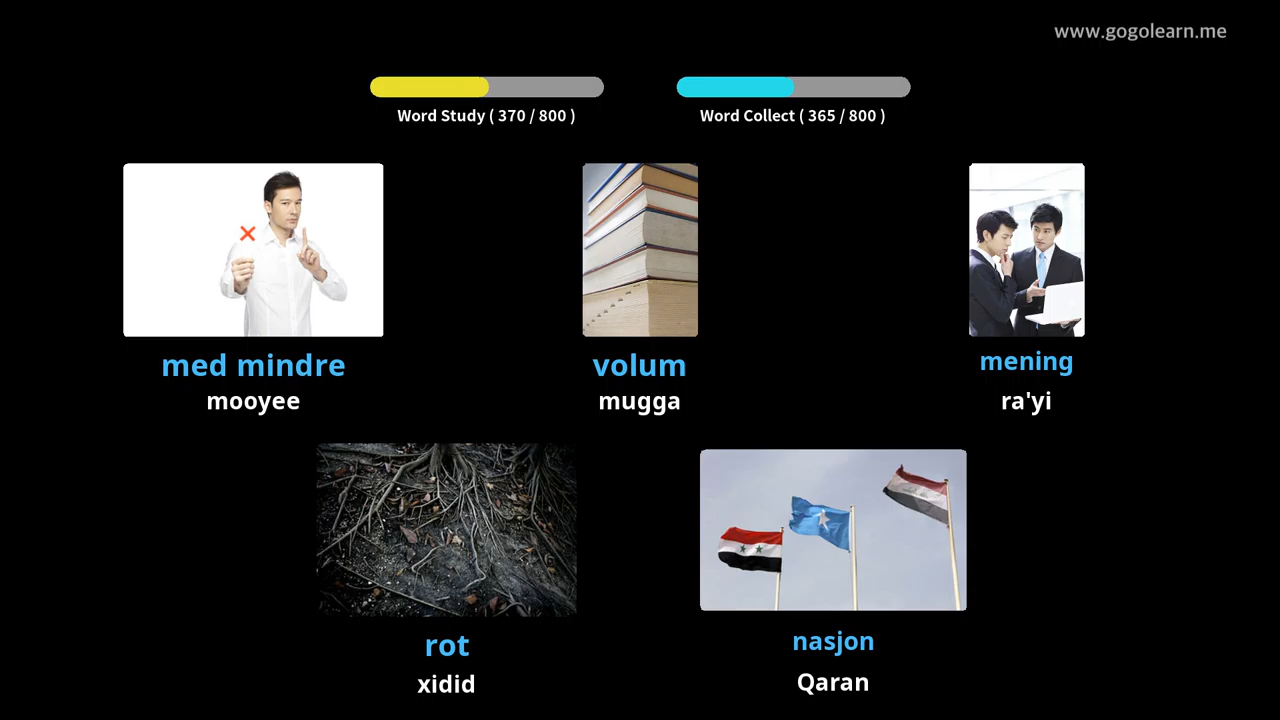 www.gogolearn.me
Word Study ( 370 / 800 )
Word Collect ( 365 / 800 )
med mindre
mooyee
volum
mugga
mening
ra'yi
rot
xidid
nasjon
Qaran